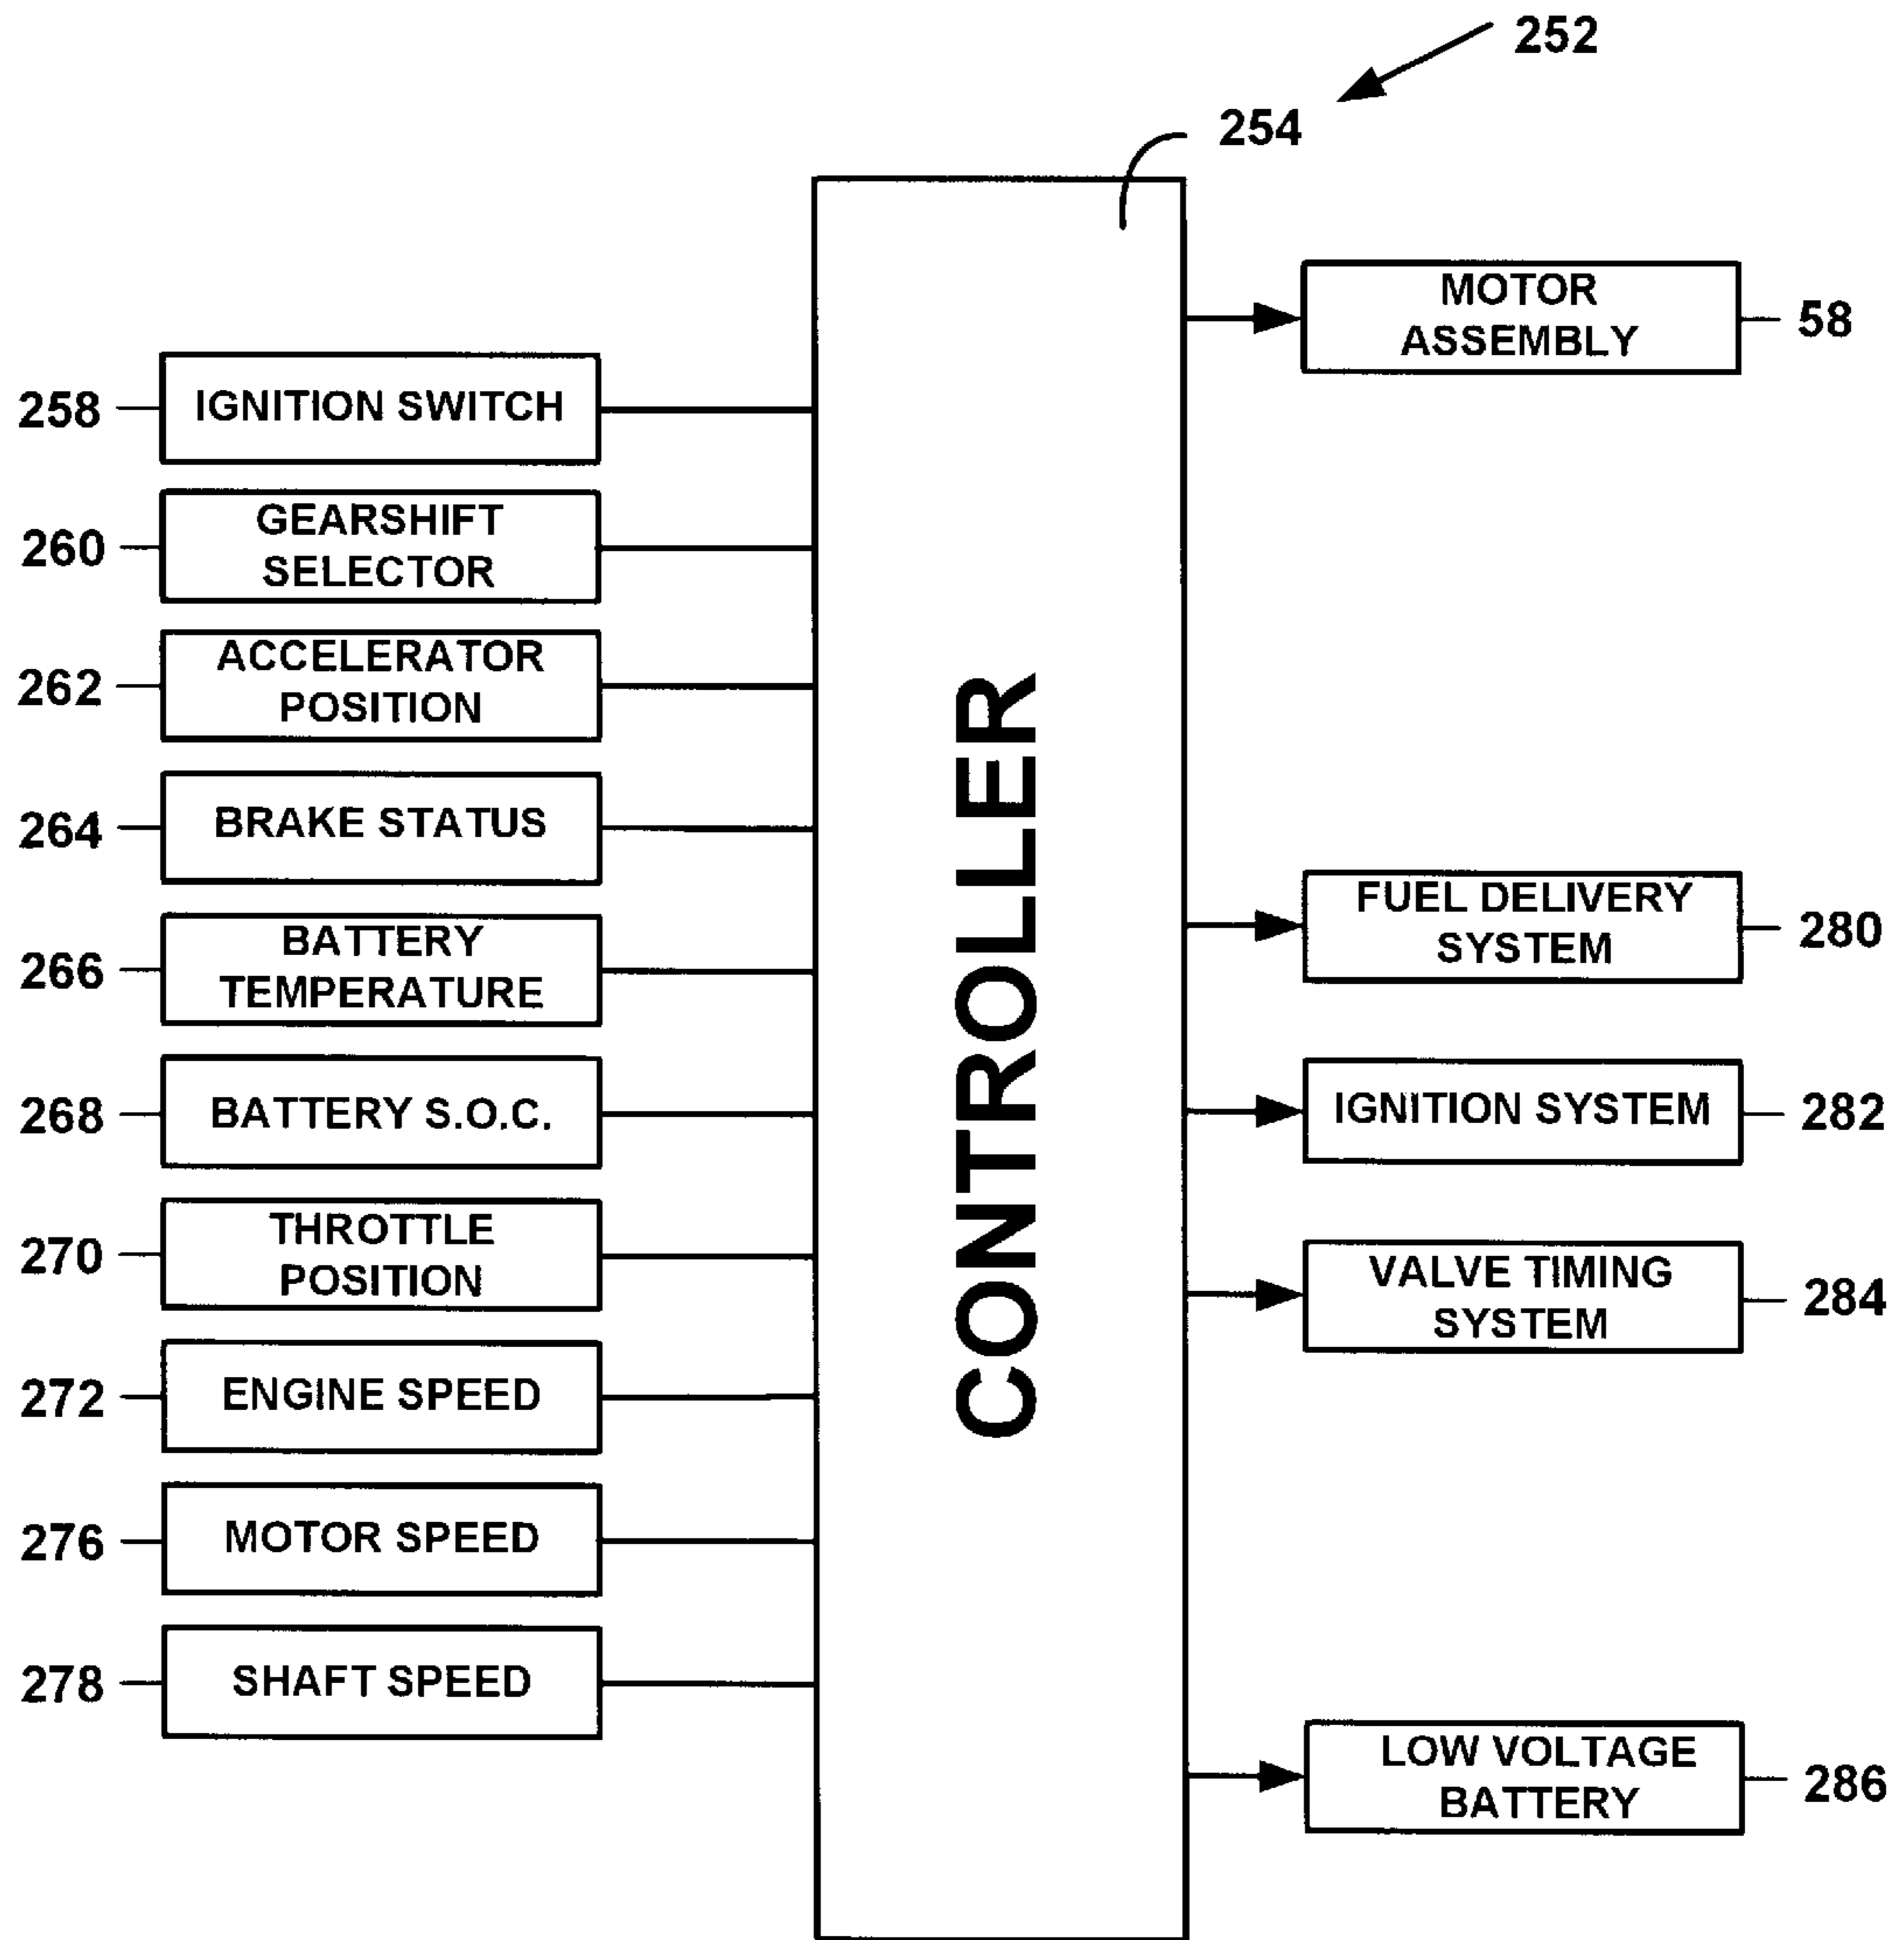 252
254
MOTOR
ASSEMBLY
58
258
IGNITION SWITCH
260
GEARSHIFT
SELECTOR
262
ACCELERATOR
POSITION
264
BRAKE STATUS
266
BATTERY
TEMPERATURE
268
BATTERY S.O.C.
270
THROTTLE
POSITION
272
ENGINE SPEED
276
MOTOR SPEED
278
SHAFT SPEED
CONTROLLER
FUEL DELIVERY
SYSTEM
280
IGNITION SYSTEM
282
VALVE TIMING
SYSTEM
284
LOW VOLTAGE
BATTERY
286